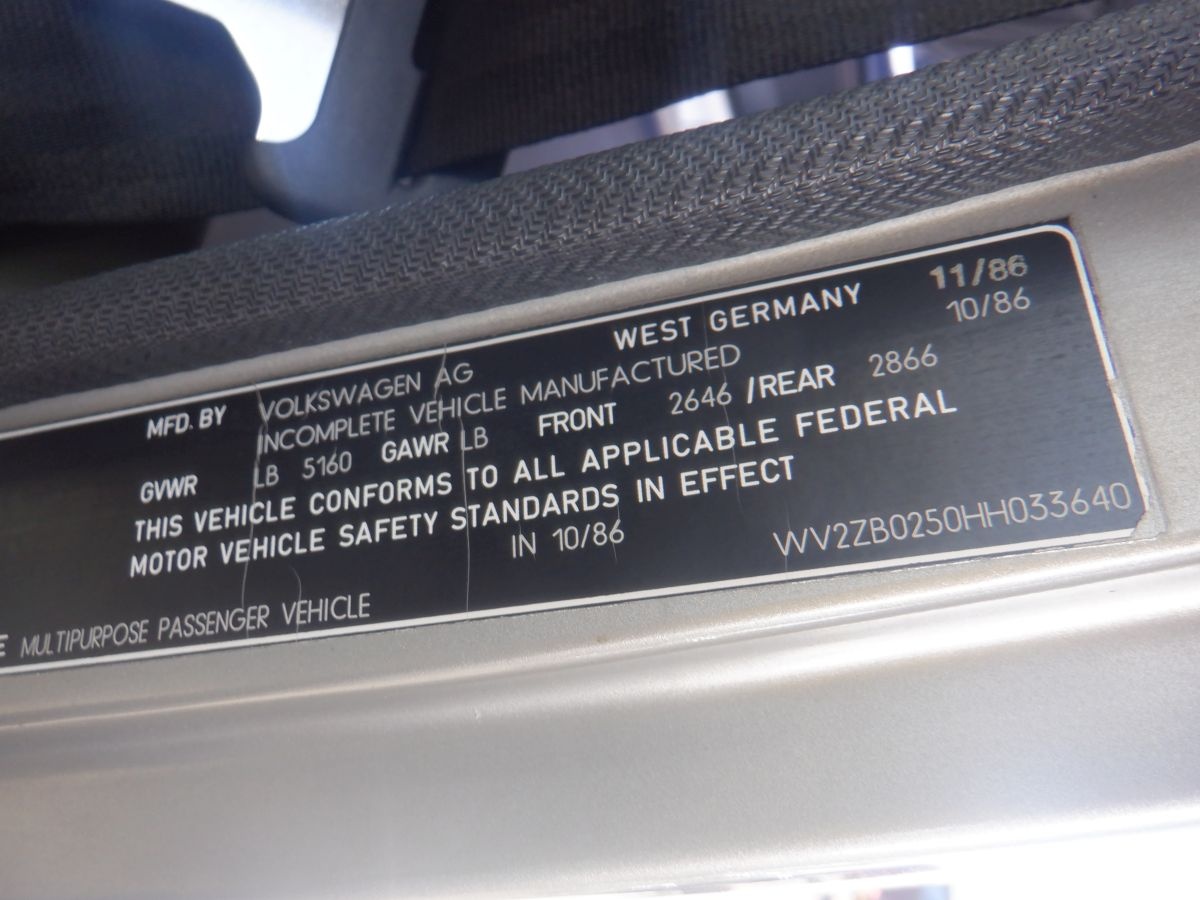 WEST GERMANY 11/86
MFD. BY VOLKSWAGEN AG 10/86
INCOMPLETE VEHICLE MANUFACTURED
GVWR LB 5160 GAWR LB FRONT 2646 /REAR 2866
THIS VEHICLE CONFORMS TO ALL APPLICABLE FEDERAL
MOTOR VEHICLE SAFETY STANDARDS IN EFFECT
IN 10/86 WV2ZB0250HH033640
E MULTIPURPOSE PASSENGER VEHICLE